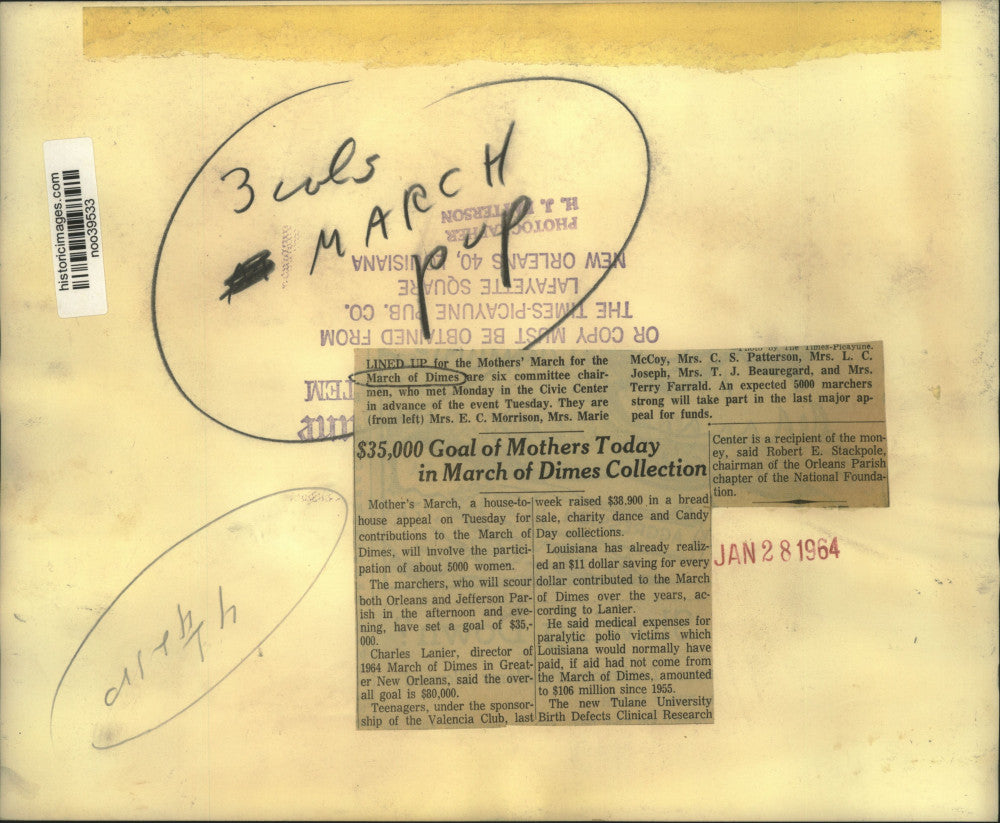 3 cols
MARCH
pup
historicimages.com
noo39533
H. J. PATTERSON
PHOTOGRAPHER
NEW ORLEANS 40, LOUISIANA
LAFAYETTE SQUARE
THE TIMES-PICAYUNE PUB. CO.
OR COPY MUST BE OBTAINED FROM
Photo by The Times-Picayune.
LINED UP for the Mothers' March for the
March of Dimes are six committee chair-
men, who met Monday in the Civic Center
in advance of the event Tuesday. They are
(from left) Mrs. E. C. Morrison, Mrs. Marie
McCoy, Mrs. C. S. Patterson, Mrs. L. C.
Joseph, Mrs. T. J. Beauregard, and Mrs.
Terry Farrald. An expected 5000 marchers
strong will take part in the last major ap-
peal for funds.
$35,000 Goal of Mothers Today
in March of Dimes Collection
Mother's March, a house-to-
house appeal on Tuesday for
contributions to the March of
Dimes, will involve the partici-
pation of about 5000 women.
The marchers, who will scour
both Orleans and Jefferson Par-
ish in the afternoon and eve-
ning, have set a goal of $35,-
000.
Charles Lanier, director of
1964 March of Dimes in Great-
er New Orleans, said the over-
all goal is $80,000.
Teenagers, under the sponsor-
ship of the Valencia Club, last
week raised $38.900 in a bread
sale, charity dance and Candy
Day collections.
Louisiana has already realiz-
ed an $11 dollar saving for every
dollar contributed to the March
of Dimes over the years, ac-
cording to Lanier.
He said medical expenses for
paralytic polio victims which
Louisiana would normally have
paid, if aid had not come from
the March of Dimes, amounted
to $106 million since 1955.
The new Tulane University
Birth Defects Clinical Research
Center is a recipient of the mon-
ey, said Robert E. Stackpole,
chairman of the Orleans Parish
chapter of the National Founda-
tion.
JAN 28 1964